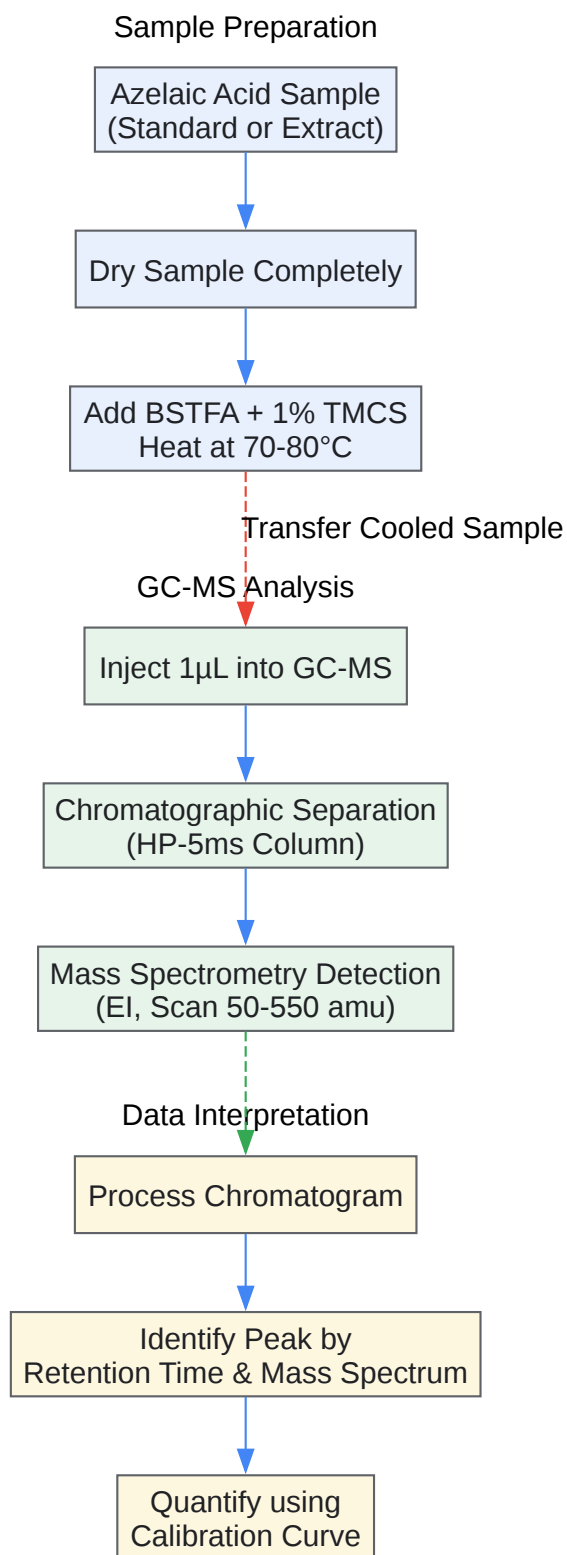 Sample Preparation
Azelaic Acid Sample
(Standard or Extract)
Dry Sample Completely
Add BSTFA + 1% TMCS
Heat at 70-80°C
Transfer Cooled Sample
GC-MS Analysis
Inject 1µL into GC-MS
Chromatographic Separation
(HP-5ms Column)
Mass Spectrometry Detection
(EI, Scan 50-550 amu)
Data Interpretation
Process Chromatogram
Identify Peak by
Retention Time & Mass Spectrum
Quantify using
Calibration Curve